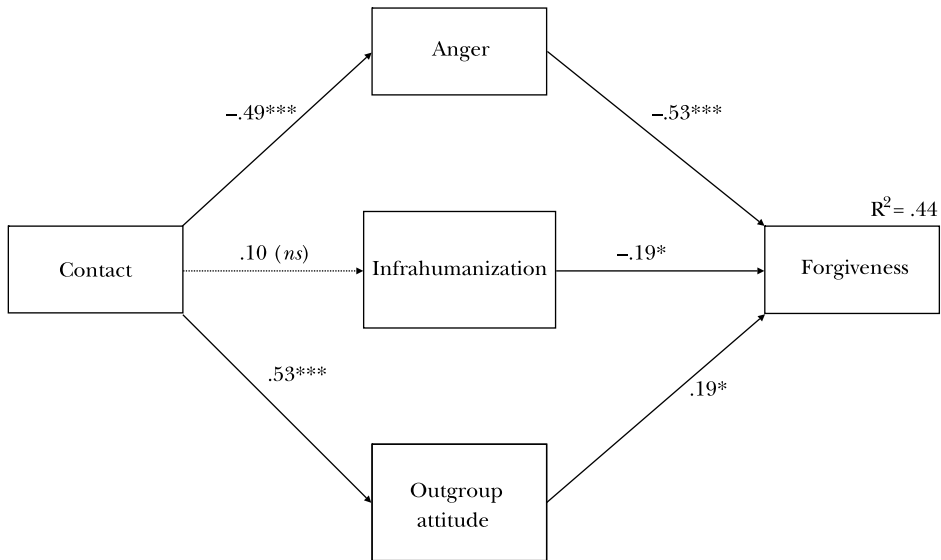 Anger
–.49***
–.53***
R² = .44
Contact
.10 (ns)
Infrahumanization
–.19*
Forgiveness
.53***
.19*
Outgroup
attitude